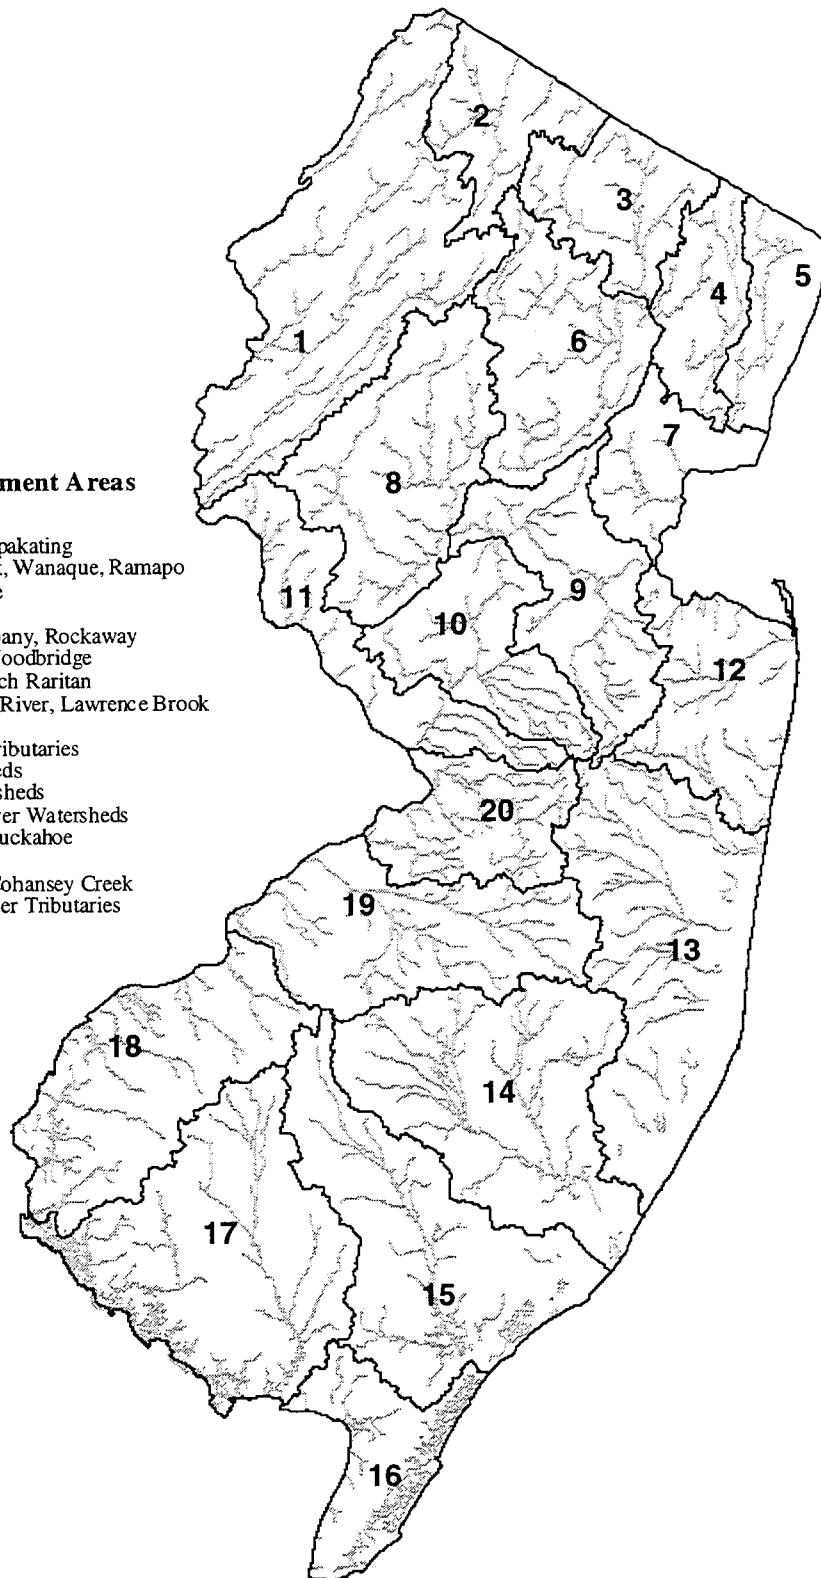 2
3
5
4
1
6
7
8
ment Areas
pakating
, Wanaque, Ramapo
any, Rockaway
11
9
10
oodbridge
ch Raritan
12
River, Lawrence Brook
ributaries
eds
sheds
er Watersheds
20
uckahoe
ohansey Creek
er Tributaries
19
13
18
14
17
15
16